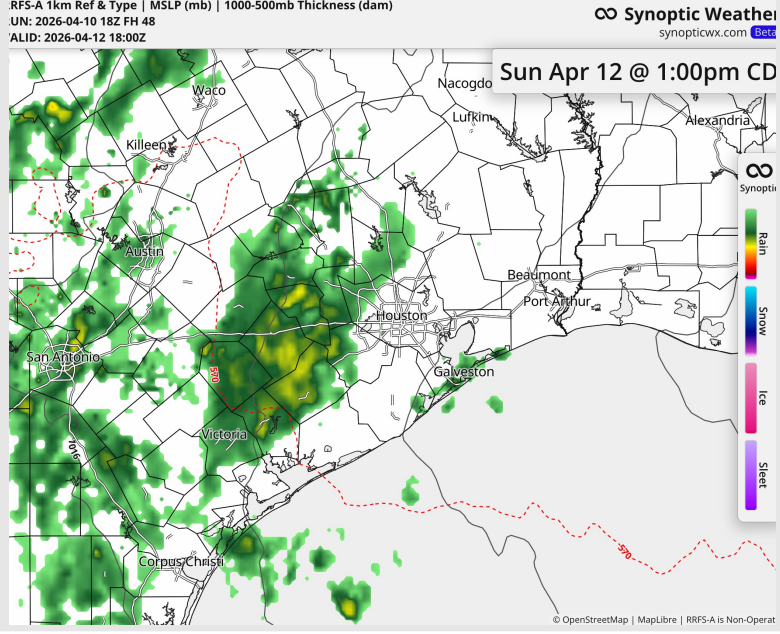 RRFS-A 1km Ref & Type | MSLP (mb) | 1000-500mb Thickness (dam)
RUN: 2026-04-10 18Z FH 48
VALID: 2026-04-12 18:00Z
Synoptic Weather
synopticwx.com Beta
Sun Apr 12 @ 1:00pm CD
Waco
Nacogdo
Lufkin
Alexandria
Killeen
Synoptic
Rain
Austin
Beaumont
Port Arthur
Snow
Houston
San Antonio
570
Galveston
Ice
Victoria
1016
Sleet
570
Corpus Christi
© OpenStreetMap | MapLibre | RRFS-A is Non-Operat